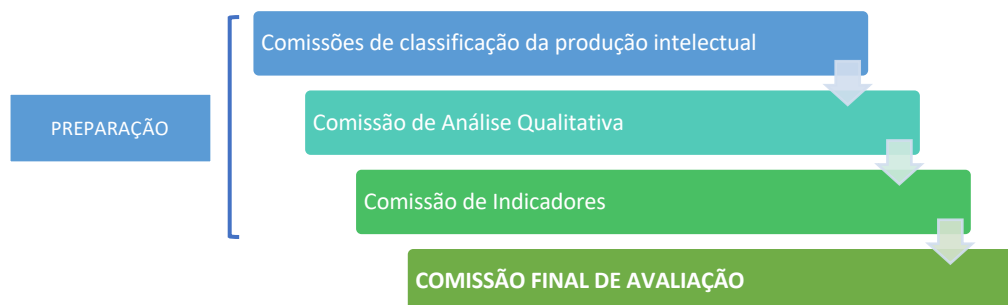 Comissões de classificação da produção intelectual
PREPARAÇÃO
Comissão de Análise Qualitativa
Comissão de Indicadores
COMISSÃO FINAL DE AVALIAÇÃO